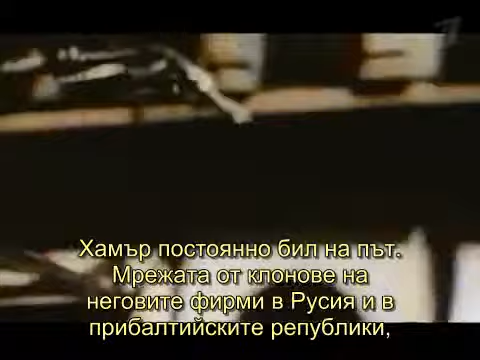 Хамър постоянно бил на път.
Мрежата от клонове на
неговите фирми в Русия и в
прибалтийските републики,